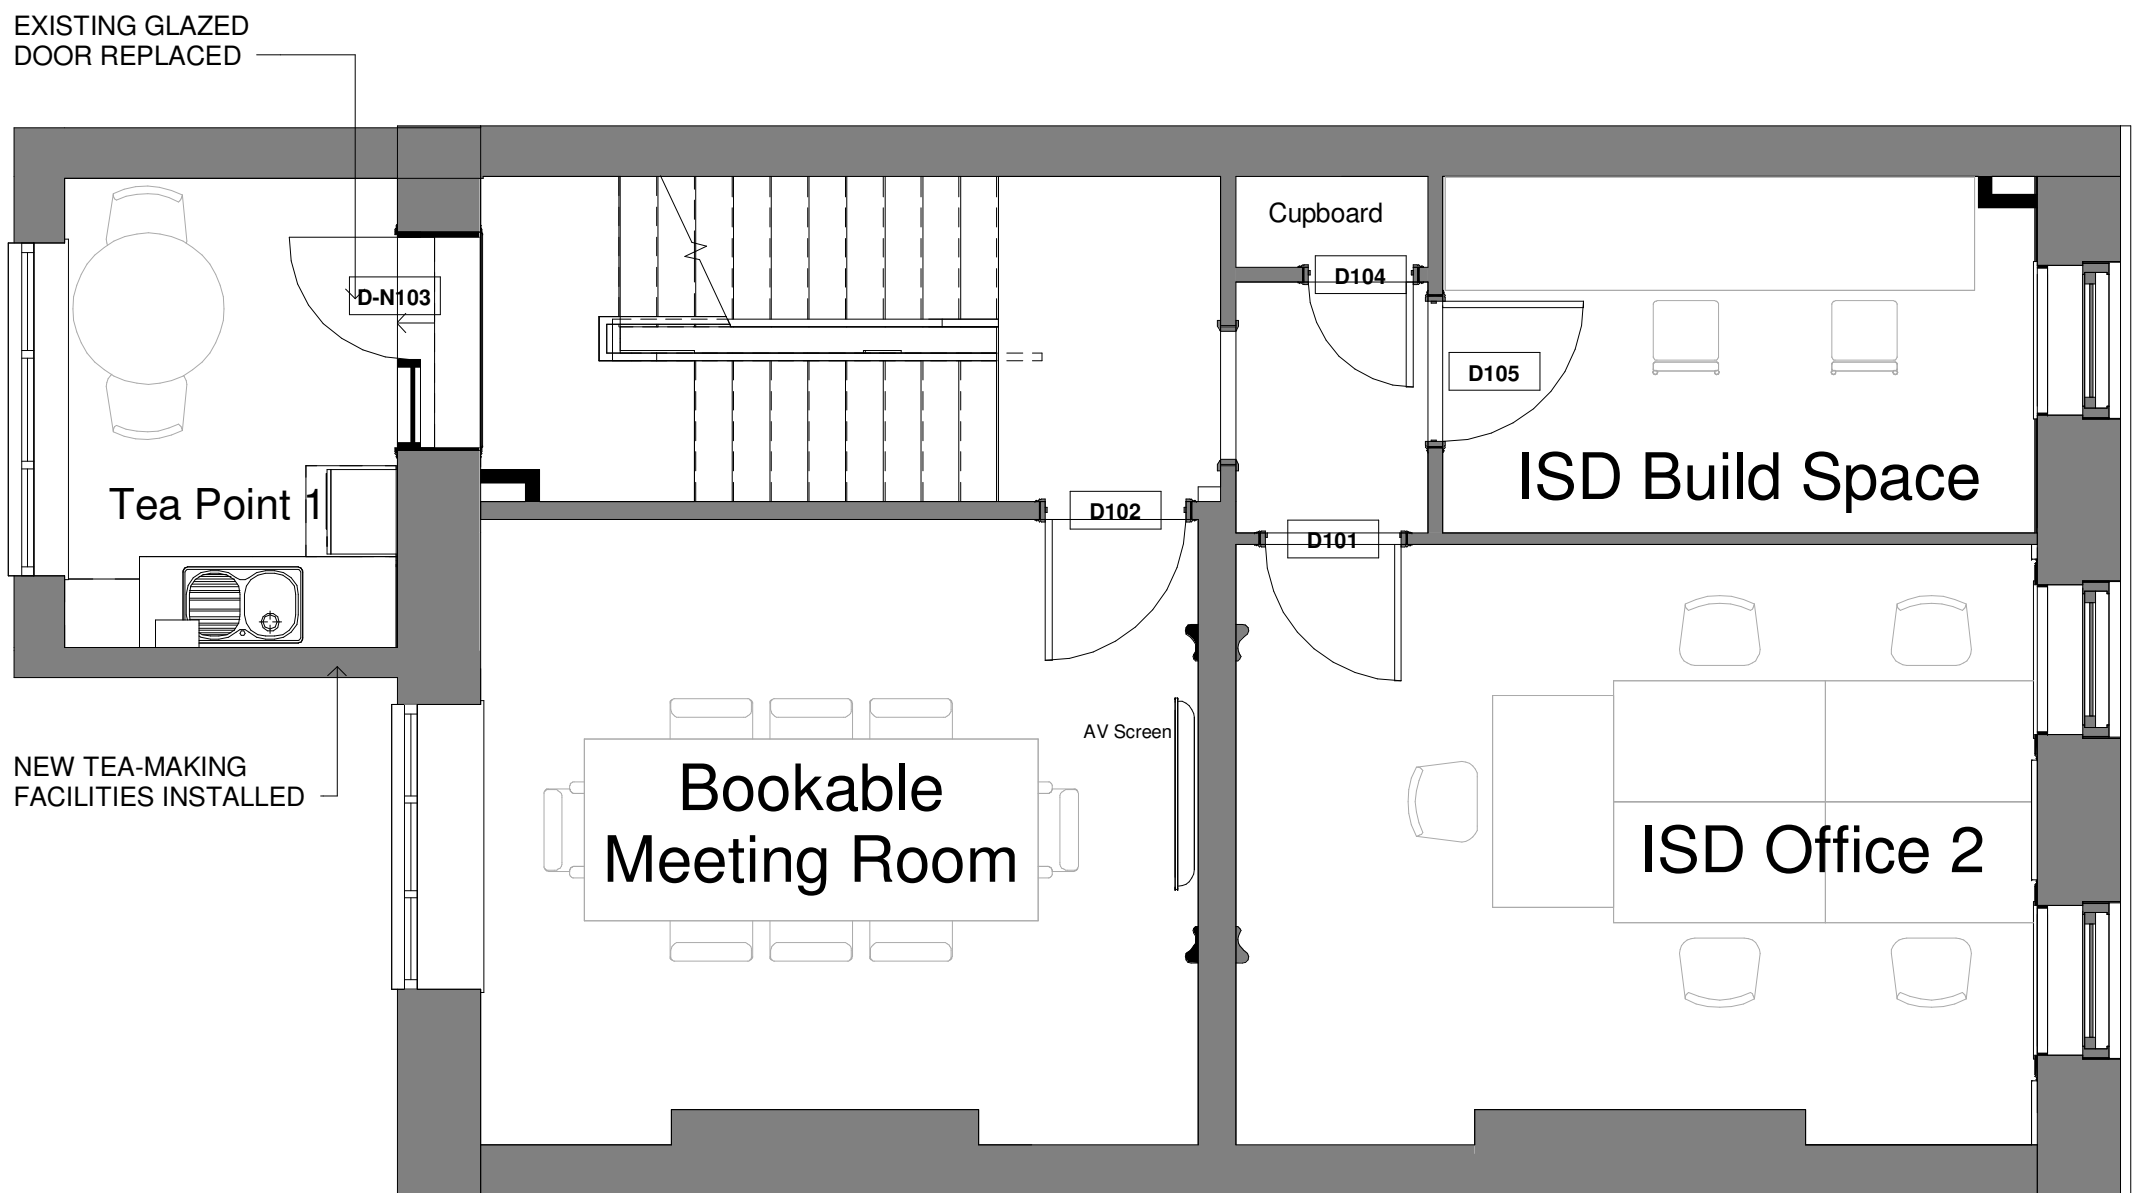 EXISTING GLAZED
DOOR REPLACED
Cupboard
D104
D-N103
D105
ISD Build Space
Tea Point 1
D102
D101
AV Screen
NEW TEA-MAKING
FACILITIES INSTALLED
Bookable
Meeting Room
ISD Office 2